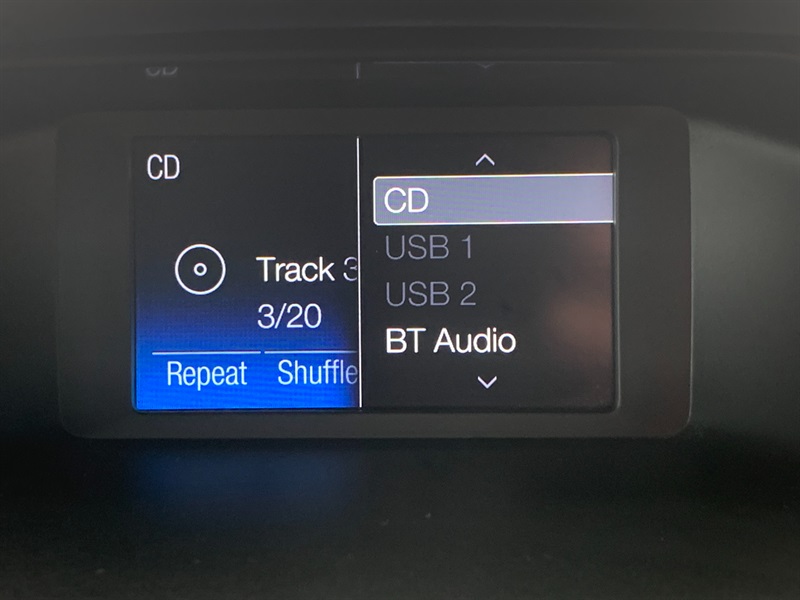 CD
Track 3
3/20
Repeat Shuffle
CD
USB 1
USB 2
BT Audio